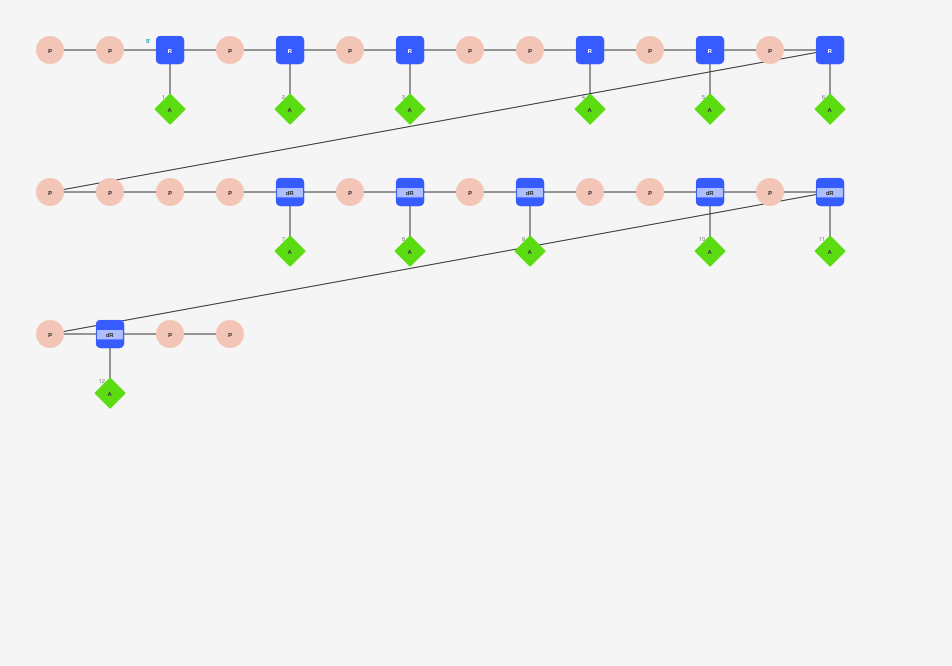 P P 5' R P R P R P P R P R P R
1 A 2 A 3 A 4 A 5 A 6 A
P P P P dR P dR P dR P P dR P dR
7 A 8 A 9 A 10 A 11 A
P dR P P
12 A